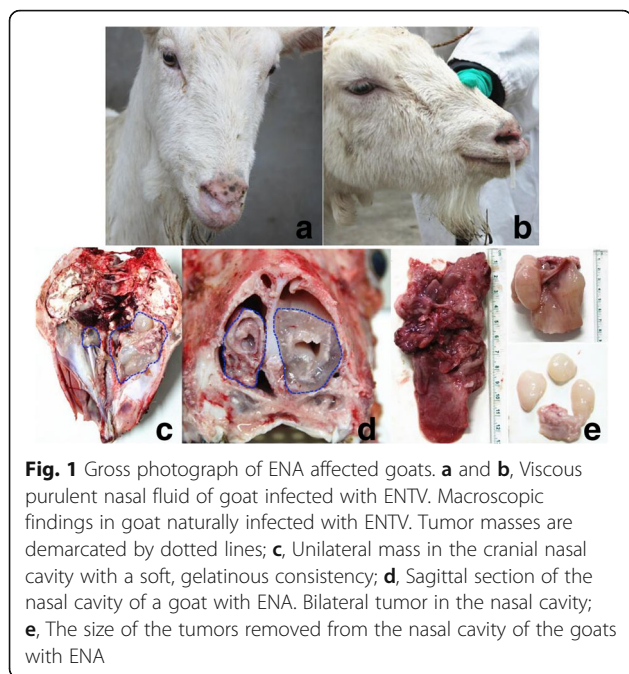 a
b
c
d
e
Fig. 1 Gross photograph of ENA affected goats. a and b, Viscous
purulent nasal fluid of goat infected with ENTV. Macroscopic
findings in goat naturally infected with ENTV. Tumor masses are
demarcated by dotted lines; c, Unilateral mass in the cranial nasal
cavity with a soft, gelatinous consistency; d, Sagittal section of the
nasal cavity of a goat with ENA. Bilateral tumor in the nasal cavity;
e, The size of the tumors removed from the nasal cavity of the goats
with ENA